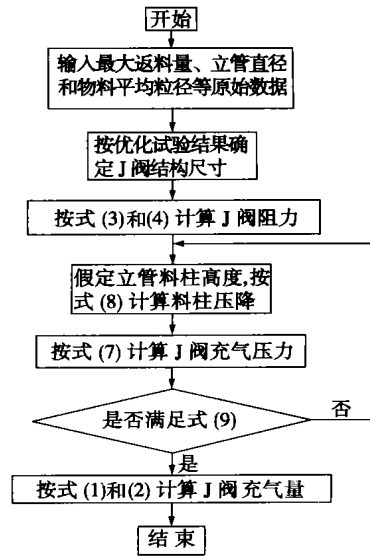 开始
输入最大返料量、立管直径
和物料平均粒径等原始数据
按优化试验结果确
定J阀结构尺寸
按式(3)和(4)计算J阀阻力
假定立管料柱高度,按
式(8)计算料柱压降
按式(7)计算J阀充气压力
是否满足式(9)
否
是
按式(1)和(2)计算J阀充气量
结束